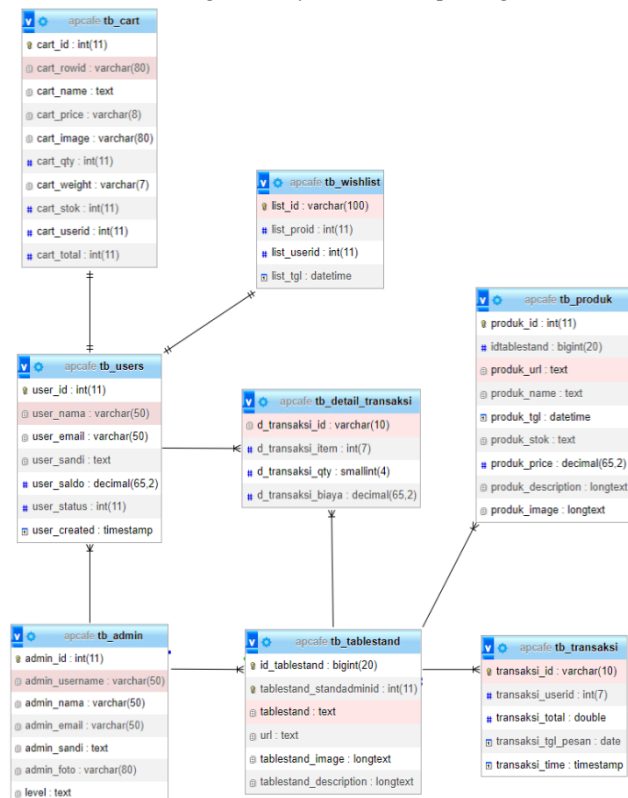 apcafe tb_cart
cart_id : int(11)
cart_rowid : varchar(80)
cart_name : text
cart_price : varchar(8)
cart_image : varchar(80)
cart_qty : int(11)
cart_weight : varchar(7)
cart_stok : int(11)
cart_userid : int(11)
cart_total : int(11)
apcafe tb_wishlist
list_id : varchar(100)
list_proid : int(11)
list_userid : int(11)
list_tgl : datetime
apcafe tb_produk
produk_id : int(11)
idtablestand : bigint(20)
produk_url : text
produk_name : text
produk_tgl : datetime
produk_stok : text
produk_price : decimal(65,2)
produk_description : longtext
produk_image : longtext
apcafe tb_users
user_id : int(11)
user_nama : varchar(50)
user_email : varchar(50)
user_sandi : text
user_saldo : decimal(65,2)
user_status : int(11)
user_created : timestamp
apcafe tb_detail_transaksi
d_transaksi_id : varchar(10)
d_transaksi_item : int(7)
d_transaksi_qty : smallint(4)
d_transaksi_biaya : decimal(65,2)
apcafe tb_admin
admin_id : int(11)
admin_username : varchar(50)
admin_nama : varchar(50)
admin_email : varchar(50)
admin_sandi : text
admin_foto : varchar(80)
level : text
apcafe tb_tablestand
id_tablestand : bigint(20)
tablestand_standadminid : int(11)
tablestand : text
url : text
tablestand_image : longtext
tablestand_description : longtext
apcafe tb_transaksi
transaksi_id : varchar(10)
transaksi_userid : int(7)
transaksi_total : double
transaksi_tgl_pesan : date
transaksi_time : timestamp